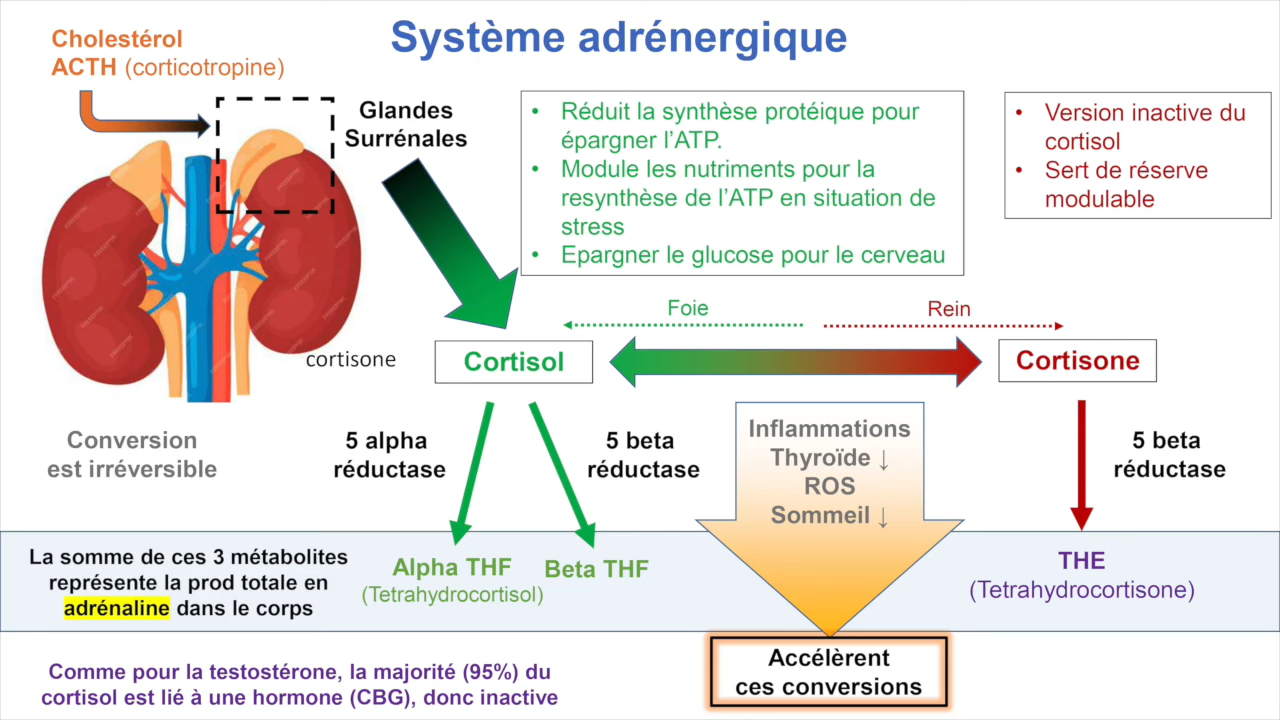 Système adrénergique
Cholestérol
ACTH (corticotropine)
Glandes
Surrénales
• Réduit la synthèse protéique pour
épargner l'ATP.
• Module les nutriments pour la
resynthèse de l'ATP en situation de
stress
• Epargner le glucose pour le cerveau
• Version inactive du
cortisol
• Sert de réserve
modulable
Foie
Rein
cortisone
Cortisol
Cortisone
Conversion
est irréversible
5 alpha
réductase
5 beta
réductase
Inflammations
Thyroïde ↓
ROS
Sommeil ↓
5 beta
réductase
La somme de ces 3 métabolites
représente la prod totale en
adrénaline dans le corps
Alpha THF
(Tetrahydrocortisol)
Beta THF
THE
(Tetrahydrocortisone)
Accélèrent
ces conversions
Comme pour la testostérone, la majorité (95%) du
cortisol est lié à une hormone (CBG), donc inactive